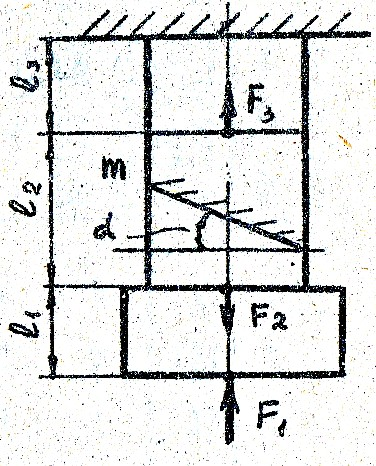 l₃
F₃
m
l₂
α
l₁
F₂
F₁